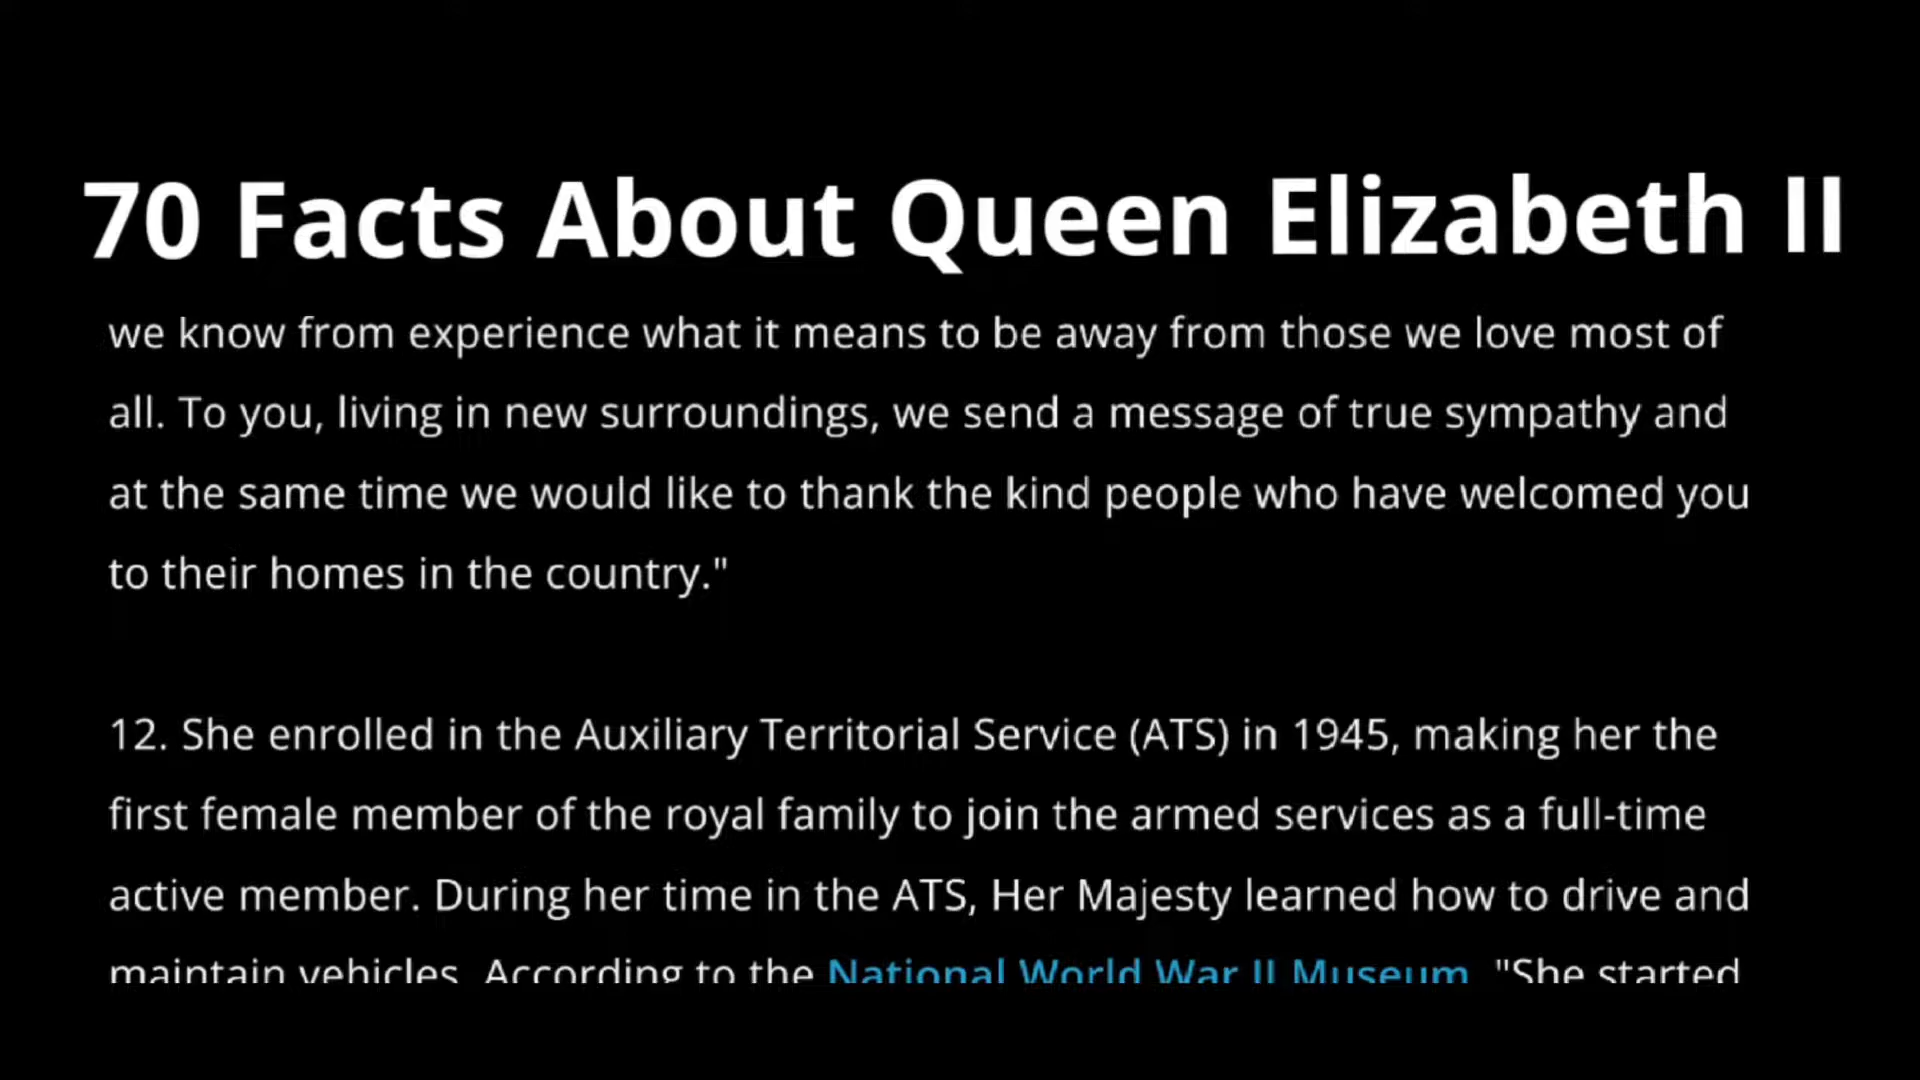 70 Facts About Queen Elizabeth II
we know from experience what it means to be away from those we love most of
all. To you, living in new surroundings, we send a message of true sympathy and
at the same time we would like to thank the kind people who have welcomed you
to their homes in the country."
12. She enrolled in the Auxiliary Territorial Service (ATS) in 1945, making her the
first female member of the royal family to join the armed services as a full-time
active member. During her time in the ATS, Her Majesty learned how to drive and
maintain vehicles. According to the National World War II Museum, "She started